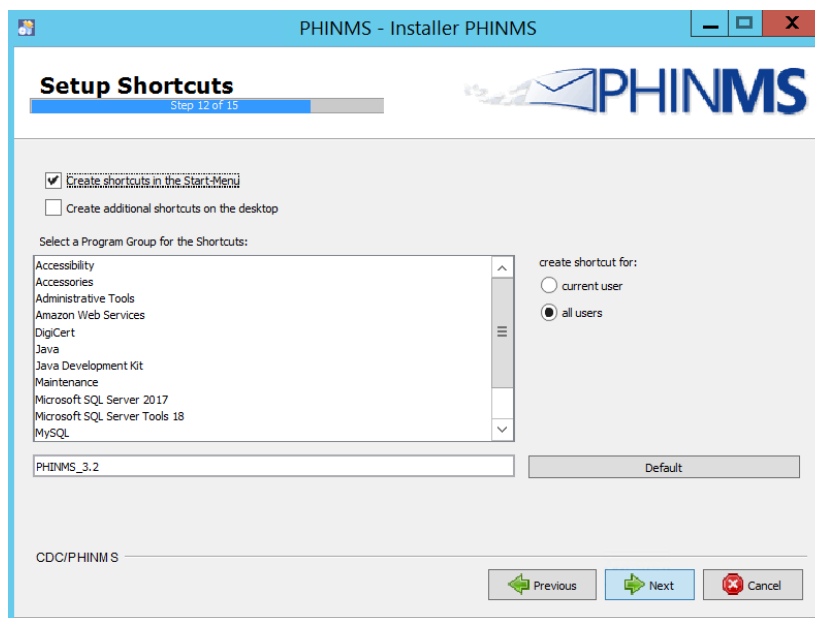 PHINMS - Installer PHINMS
Setup Shortcuts
Step 12 of 15
PHINMS
Create shortcuts in the Start-Menu
Create additional shortcuts on the desktop
Select a Program Group for the Shortcuts:
Accessibility
Accessories
Administrative Tools
Amazon Web Services
DigiCert
Java
Java Development Kit
Maintenance
Microsoft SQL Server 2017
Microsoft SQL Server Tools 18
MySQL
create shortcut for:
current user
all users
PHINMS_3.2
Default
CDC/PHINMS
Previous
Next
Cancel